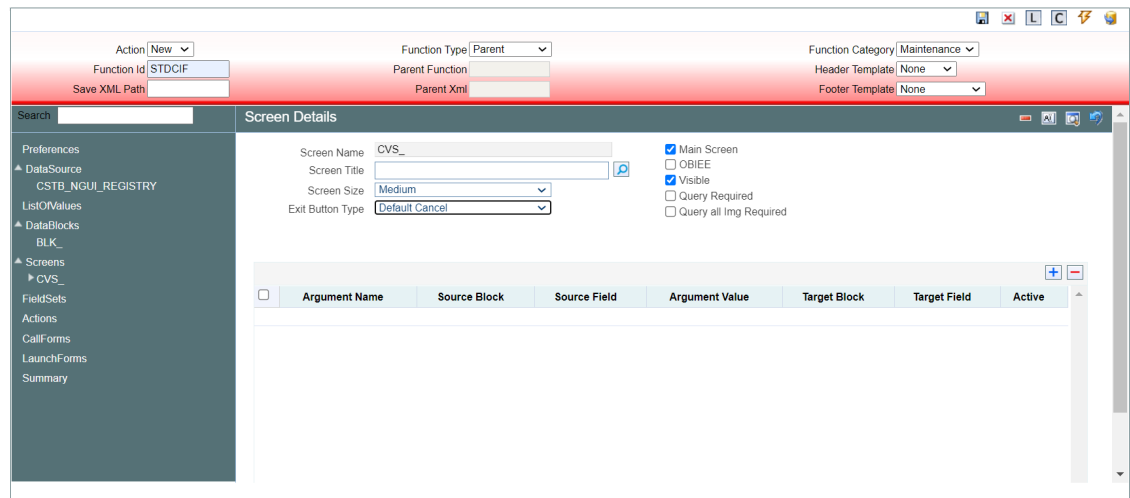 L C
Action New Function Type Parent Function Category Maintenance
Function Id STDCIF Parent Function Header Template None
Save XML Path Parent Xml Footer Template None
Search Screen Details
Preferences
DataSource
CSTB_NGUI_REGISTRY
ListOfValues
DataBlocks
BLK_
Screens
CVS_
FieldSets
Actions
CallForms
LaunchForms
Summary
Screen Name CVS_
Screen Title
Screen Size Medium
Exit Button Type Default Cancel
Main Screen
OBIEE
Visible
Query Required
Query all Img Required
Argument Name Source Block Source Field Argument Value Target Block Target Field Active